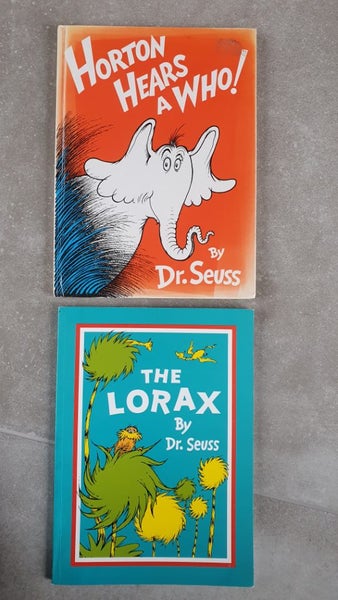 HORTON
HEARS
A WHO!
By
Dr. Seuss
THE
LORAX
By
Dr. Seuss